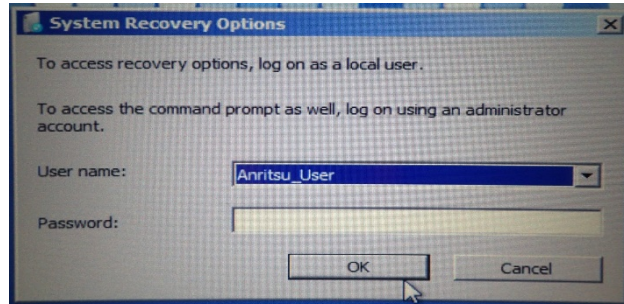 System Recovery Options
To access recovery options, log on as a local user.
To access the command prompt as well, log on using an administrator
account.
User name:
Anritsu_User
Password:
OK
Cancel